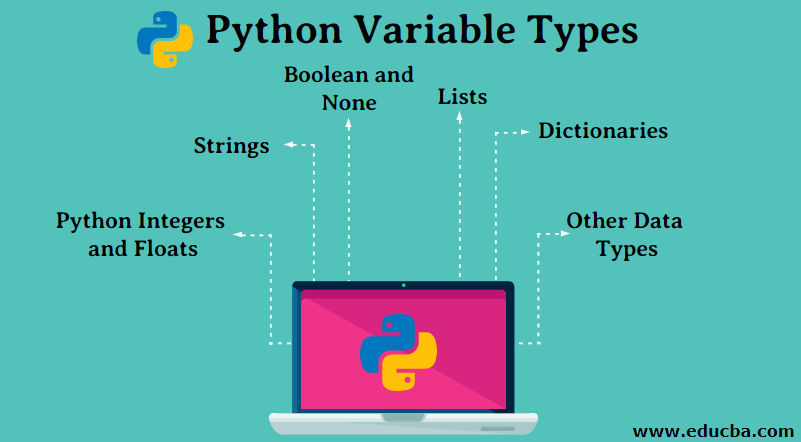 Python Variable Types
Boolean and
None
Lists
Strings
Dictionaries
Python Integers
and Floats
Other Data
Types
www.educba.com